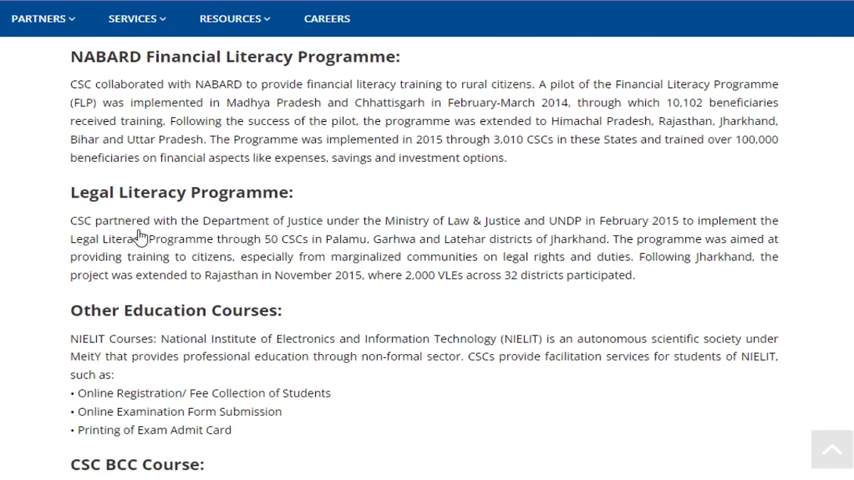 PARTNERS SERVICES RESOURCES CAREERS
NABARD Financial Literacy Programme:
CSC collaborated with NABARD to provide financial literacy training to rural citizens. A pilot of the Financial Literacy Programme
(FLP) was implemented in Madhya Pradesh and Chhattisgarh in February-March 2014, through which 10,102 beneficiaries
received training. Following the success of the pilot, the programme was extended to Himachal Pradesh, Rajasthan, Jharkhand,
Bihar and Uttar Pradesh. The Programme was implemented in 2015 through 3,010 CSCs in these States and trained over 100,000
beneficiaries on financial aspects like expenses, savings and investment options.
Legal Literacy Programme:
CSC partnered with the Department of Justice under the Ministry of Law & Justice and UNDP in February 2015 to implement the
Legal Literacy Programme through 50 CSCs in Palamu, Garhwa and Latehar districts of Jharkhand. The programme was aimed at
providing training to citizens, especially from marginalized communities on legal rights and duties. Following Jharkhand, the
project was extended to Rajasthan in November 2015, where 2,000 VLEs across 32 districts participated.
Other Education Courses:
NIELIT Courses: National Institute of Electronics and Information Technology (NIELIT) is an autonomous scientific society under
MeitY that provides professional education through non-formal sector. CSCs provide facilitation services for students of NIELIT,
such as:
• Online Registration/ Fee Collection of Students
• Online Examination Form Submission
• Printing of Exam Admit Card
CSC BCC Course: